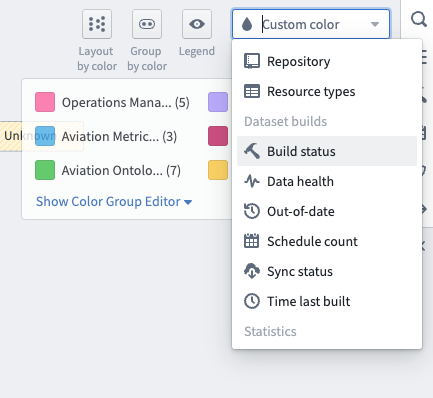 Custom color
Layout
by color
Group
by color
Legend
Operations Mana... (5)
Unknown
Aviation Metric... (3)
Aviation Ontolo... (7)
Show Color Group Editor
Repository
Resource types
Dataset builds
Build status
Data health
Out-of-date
Schedule count
Sync status
Time last built
Statistics